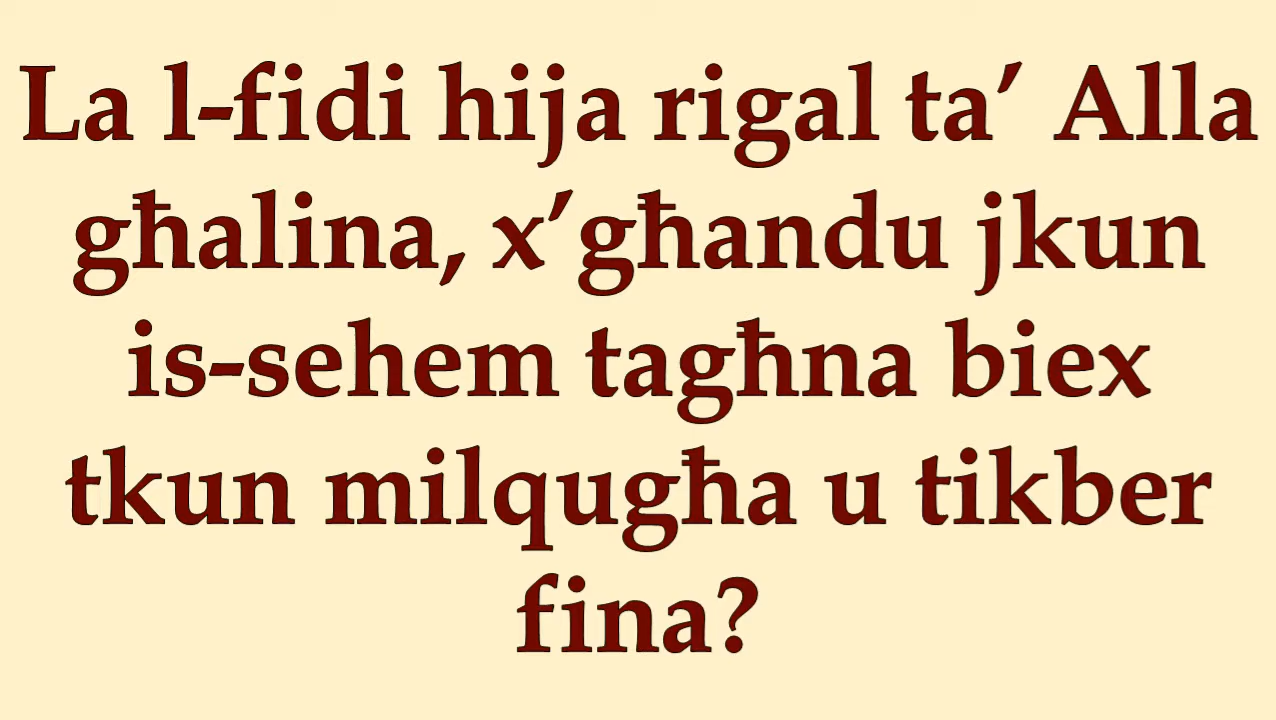 La l-fidi hija rigal ta’ Alla
għalina, x’għandu jkun
is-sehem tagħna biex
tkun milqugħa u tikber
fina?